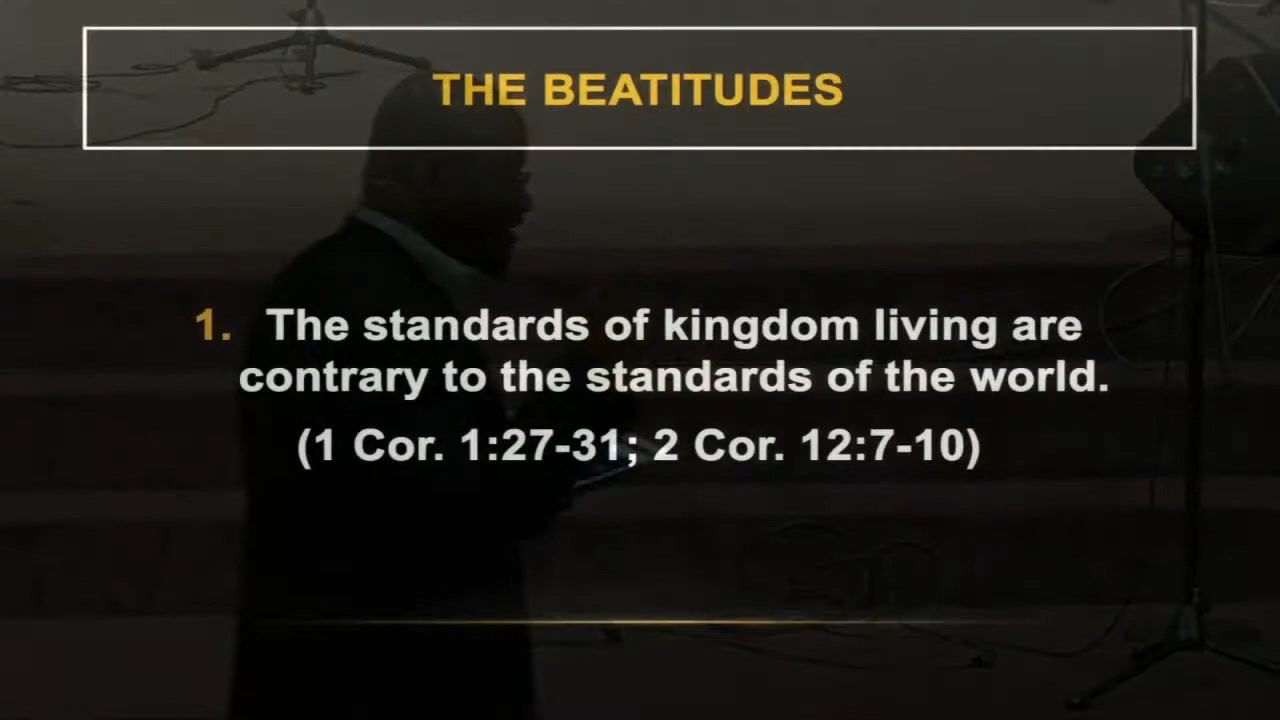 THE BEATITUDES
1. The standards of kingdom living are
contrary to the standards of the world.
(1 Cor. 1:27-31; 2 Cor. 12:7-10)